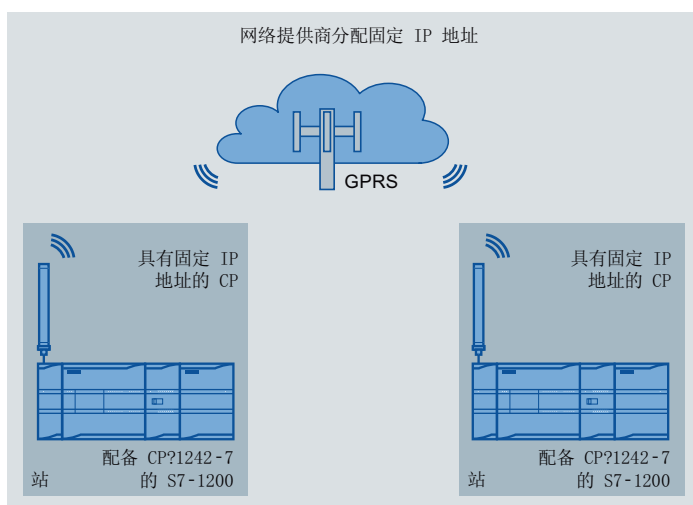 网络提供商分配固定 IP 地址
GPRS
具有固定 IP
地址的 CP
配备 CP?1242-7
站 的 S7-1200
具有固定 IP
地址的 CP
配备 CP?1242-7
站 的 S7-1200